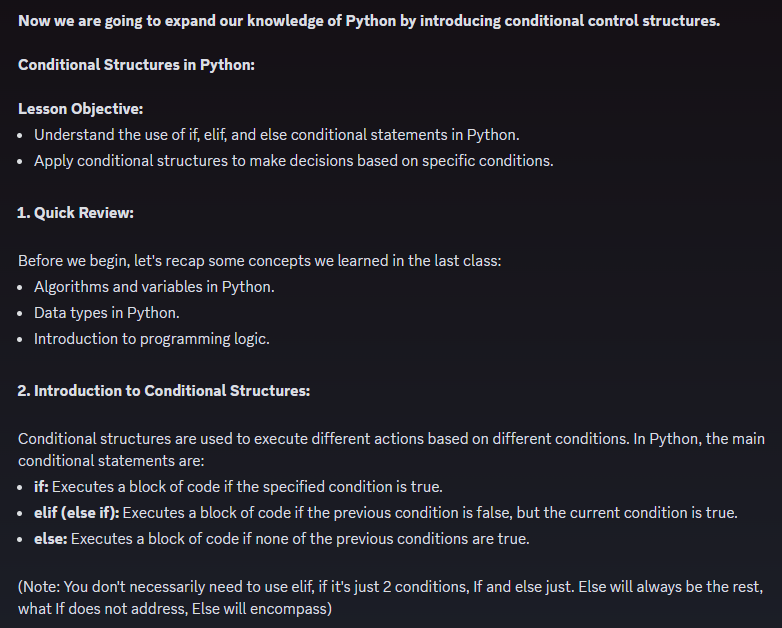 Now we are going to expand our knowledge of Python by introducing conditional control structures.
Conditional Structures in Python:
Lesson Objective:
• Understand the use of if, elif, and else conditional statements in Python.
• Apply conditional structures to make decisions based on specific conditions.
1. Quick Review:
Before we begin, let's recap some concepts we learned in the last class:
• Algorithms and variables in Python.
• Data types in Python.
• Introduction to programming logic.
2. Introduction to Conditional Structures:
Conditional structures are used to execute different actions based on different conditions. In Python, the main
conditional statements are:
• if: Executes a block of code if the specified condition is true.
• elif (else if): Executes a block of code if the previous condition is false, but the current condition is true.
• else: Executes a block of code if none of the previous conditions are true.
(Note: You don't necessarily need to use elif, if it's just 2 conditions, If and else just. Else will always be the rest,
what If does not address, Else will encompass)